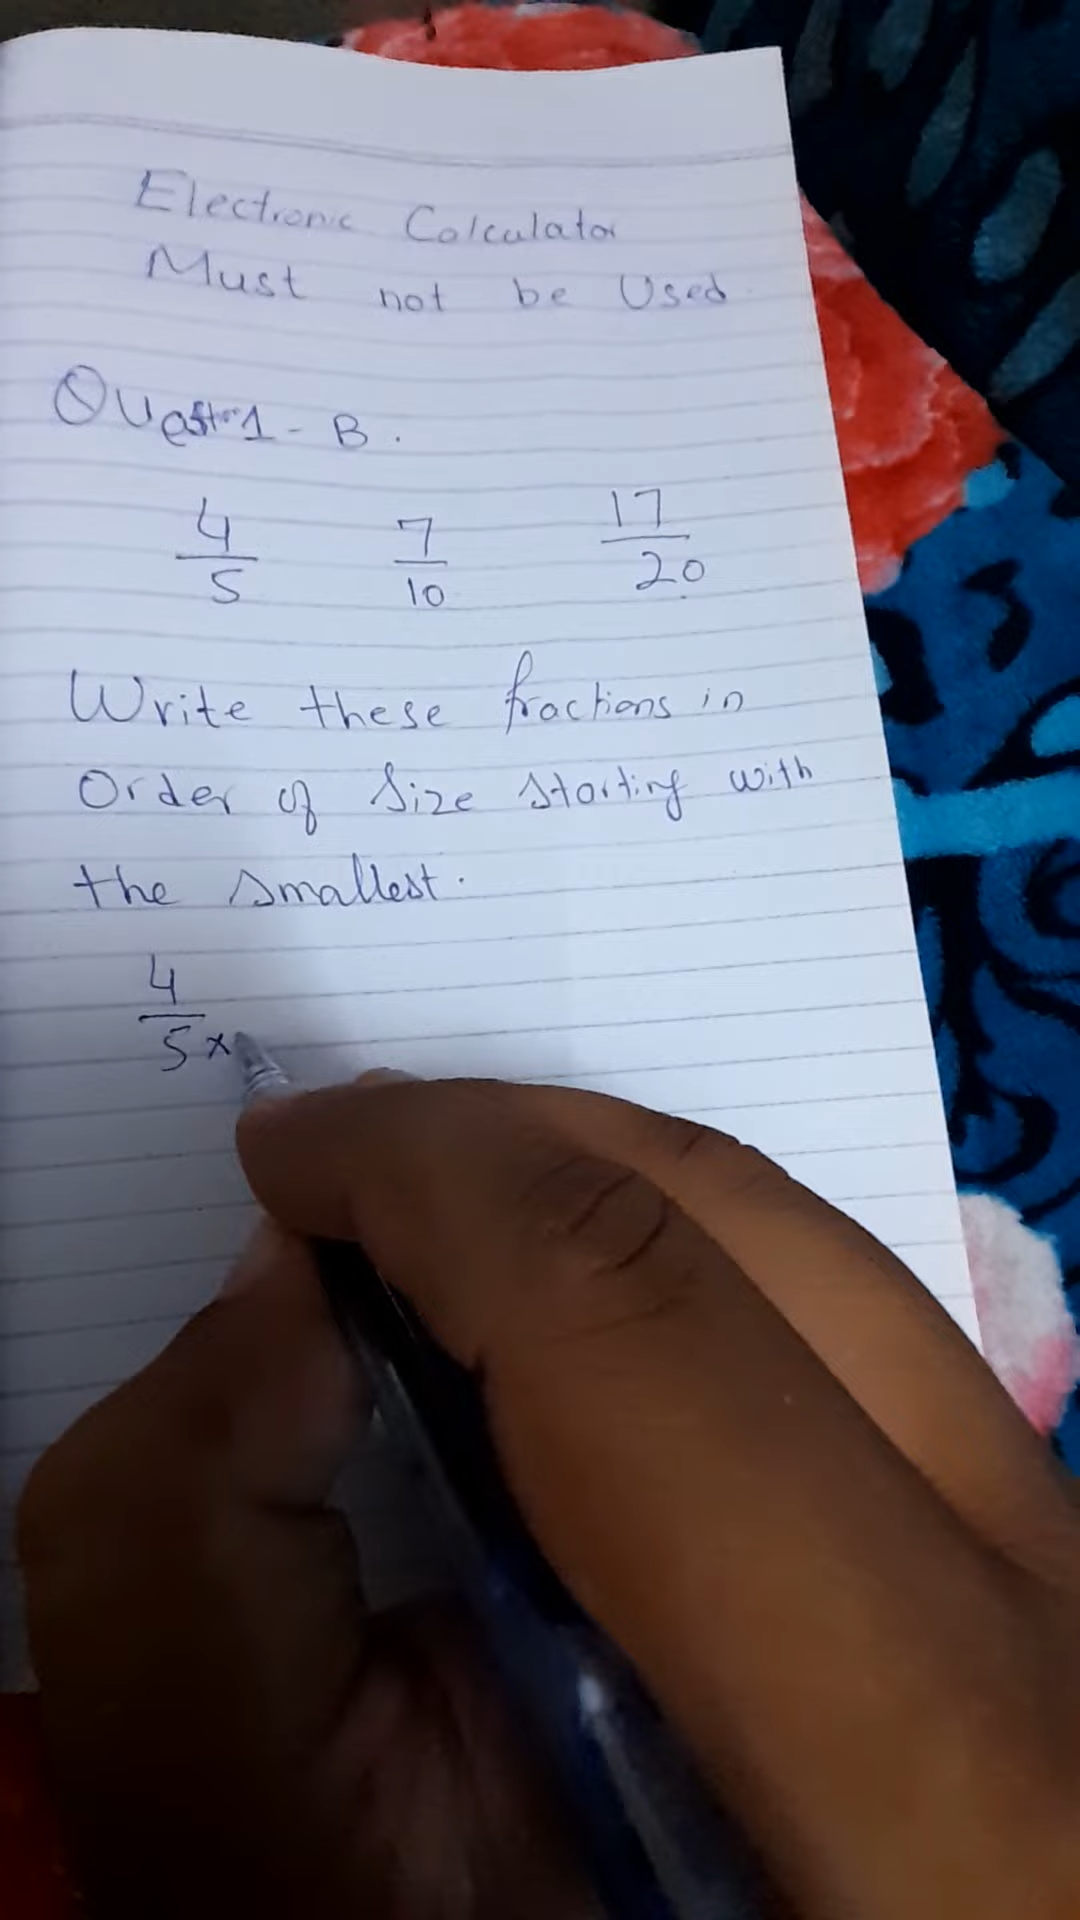 Electronic Calculator
Must not be Used
Quest-1 - B.
4/5 7/10 17/20
Write these fractions in
Order of Size Starting with
the Smallest.
4/5×